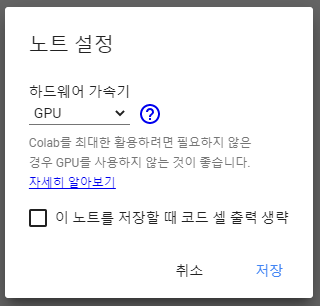 노트 설정
하드웨어 가속기
GPU
Colab을 최대한 활용하려면 필요하지 않은
경우 GPU를 사용하지 않는 것이 좋습니다.
자세히 알아보기
이 노트를 저장할 때 코드 셀 출력 생략
취소 저장